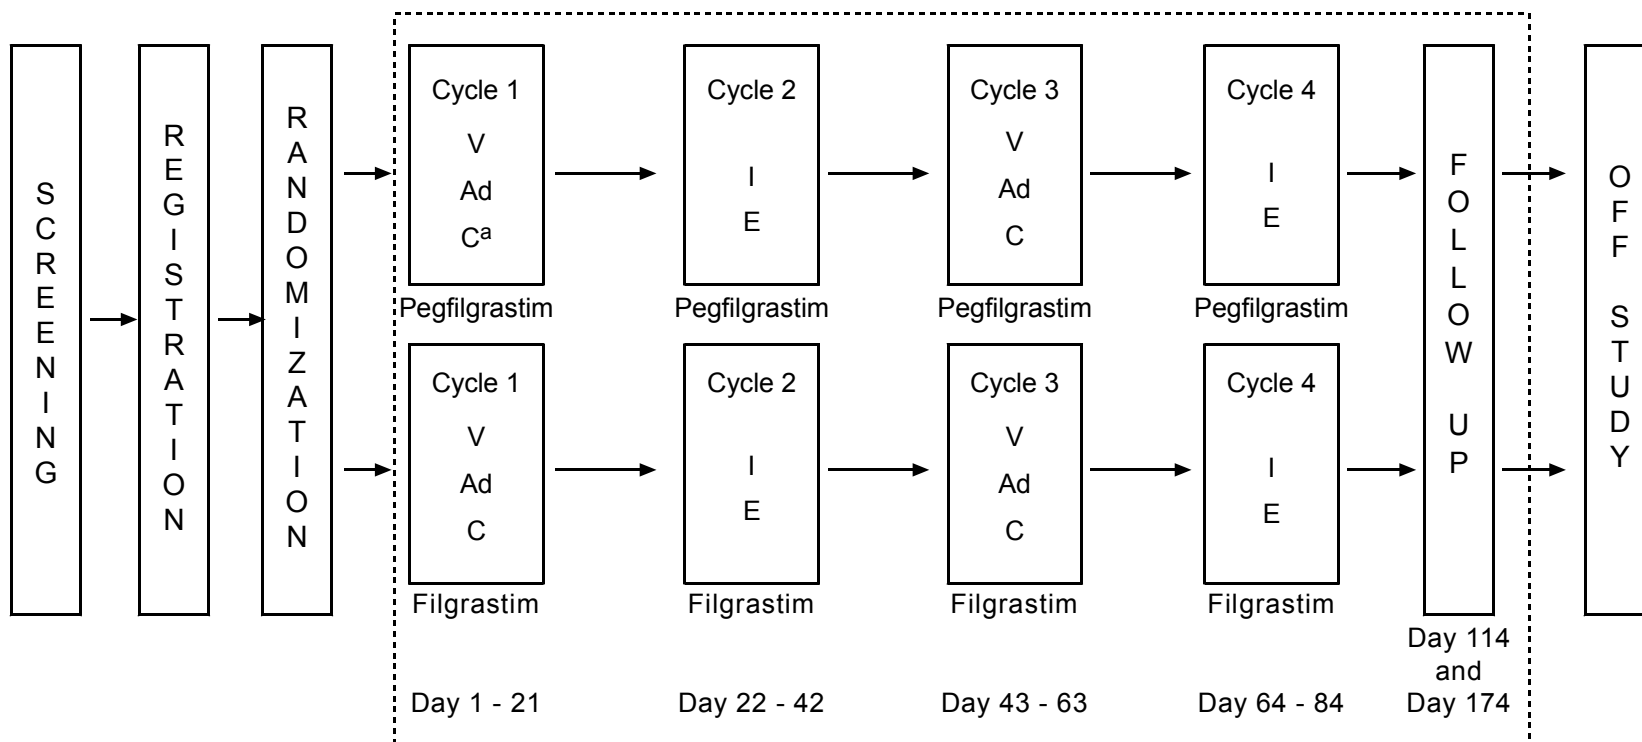 SCREENING
REGISTRATION
RANDOMIZATION
Cycle 1
V
Ad
Cᵃ
Pegfilgrastim
Cycle 2
I
E
Pegfilgrastim
Cycle 3
V
Ad
C
Pegfilgrastim
Cycle 4
I
E
Pegfilgrastim
Cycle 1
V
Ad
C
Filgrastim
Cycle 2
I
E
Filgrastim
Cycle 3
V
Ad
C
Filgrastim
Cycle 4
I
E
Filgrastim
FOLLOW UP
Day 114
and
Day 174
OFF STUDY
Day 1 - 21
Day 22 - 42
Day 43 - 63
Day 64 - 84